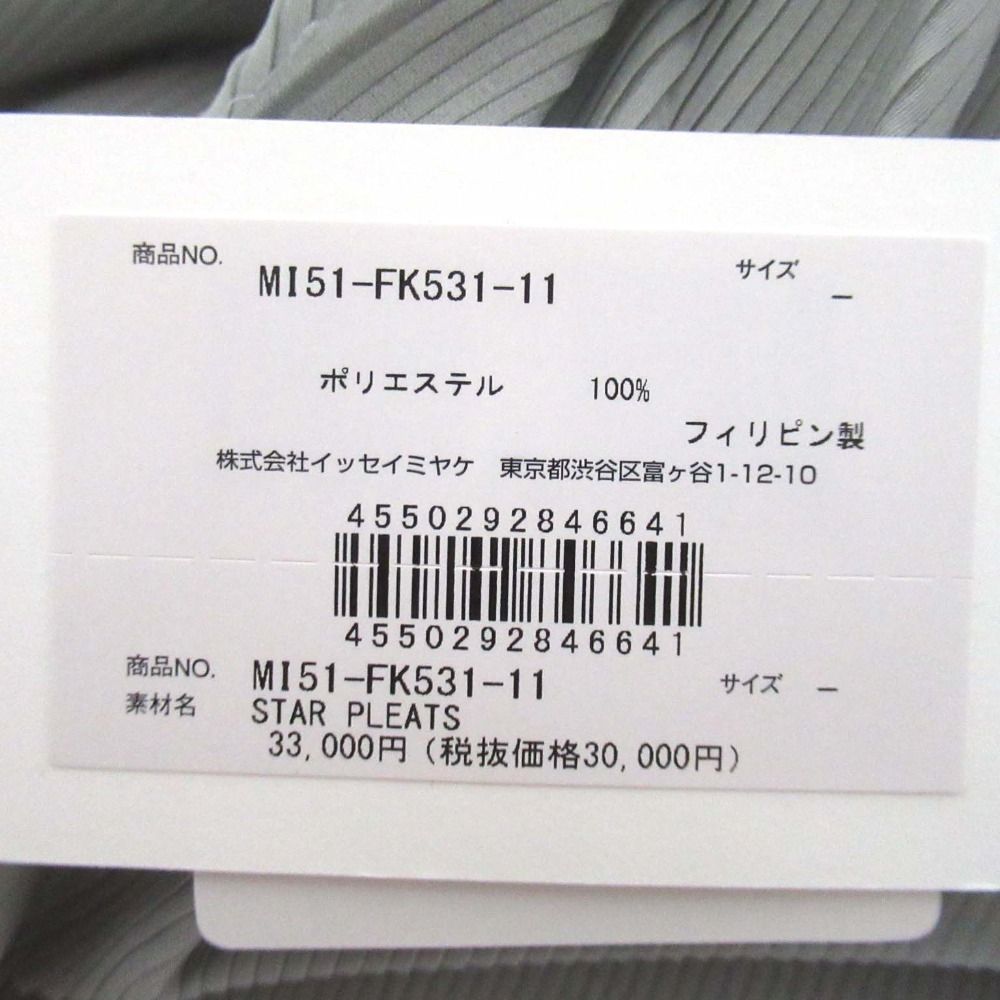 商品NO. MI51-FK531-11 サイズ –
ポリエステル 100%
フィリピン製
株式会社イッセイミヤケ 東京都渋谷区富ヶ谷1-12-10
4550292846641
4550292846641
商品NO. MI51-FK531-11 サイズ –
素材名 STAR PLEATS
33,000円(税抜価格30,000円)